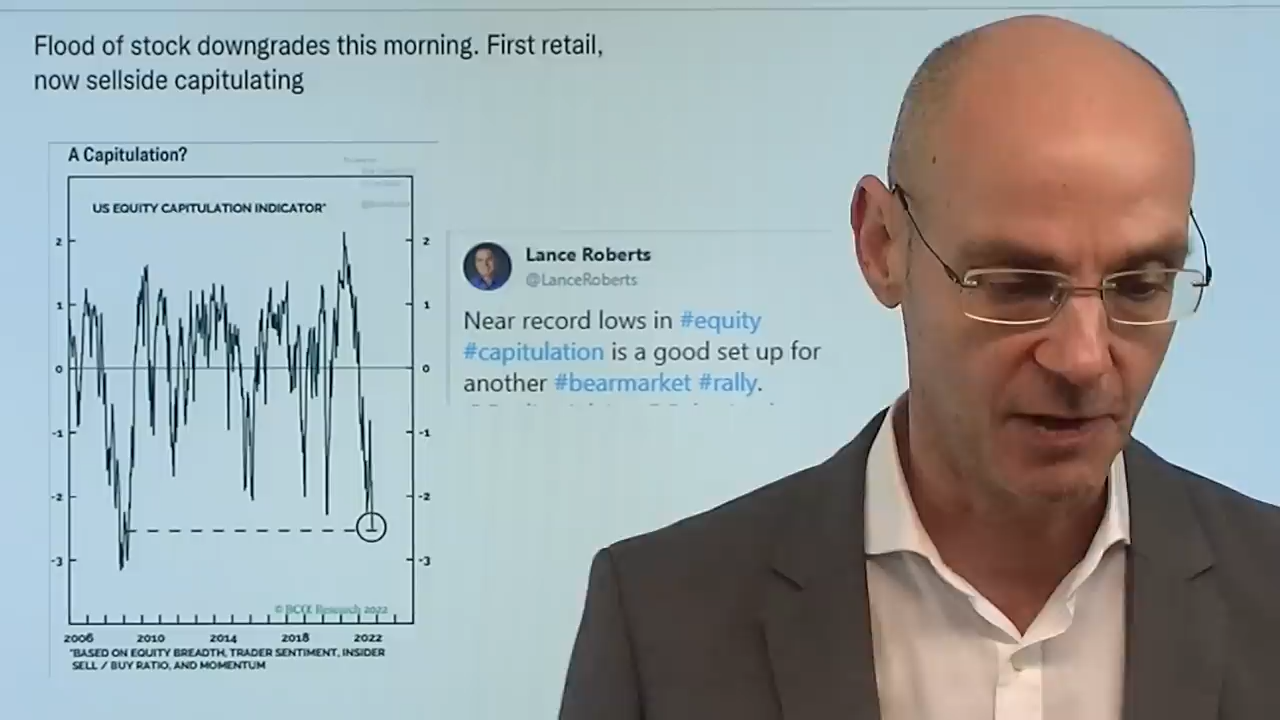 Flood of stock downgrades this morning. First retail,
now sellside capitulating
A Capitulation?
US EQUITY CAPITULATION INDICATOR*
2
2
1
1
0
0
-1
-1
-2
-2
-3
-3
© BCA Research 2022
2006 2010 2014 2018 2022
*BASED ON EQUITY BREADTH, TRADER SENTIMENT, INSIDER
SELL / BUY RATIO, AND MOMENTUM
Lance Roberts
@LanceRoberts
Near record lows in #equity
#capitulation is a good set up for
another #bearmarket #rally.